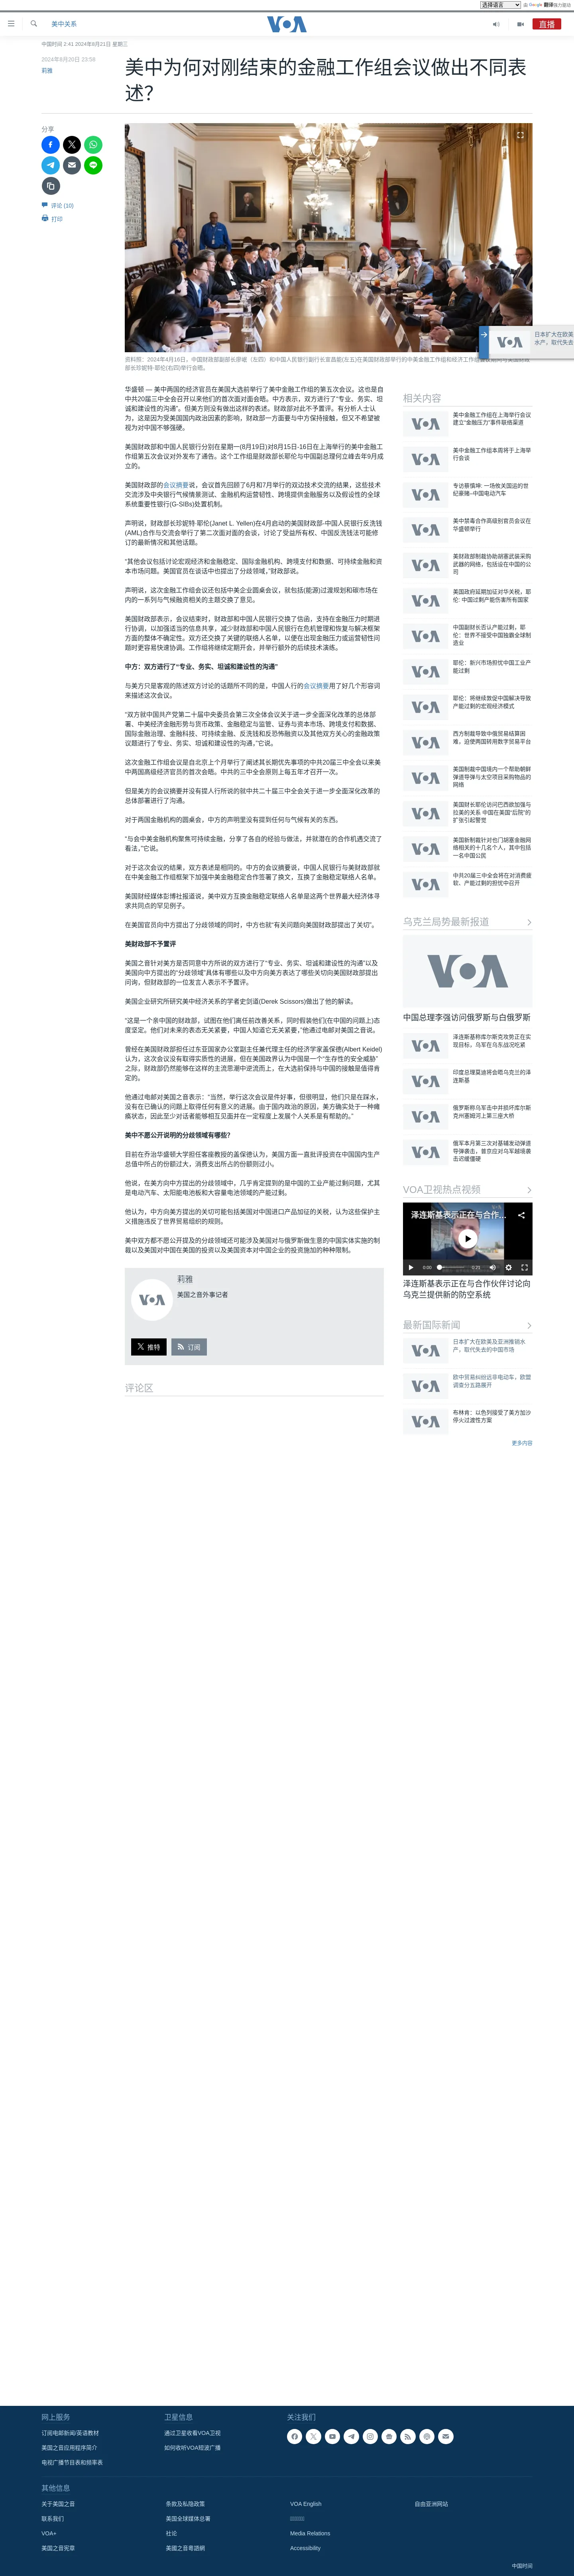 选择语言
由 Google 翻译强力驱动
美中关系
VOA
直播
中国时间 2:41 2024年8月21日 星期三
2024年8月20日 23:56
莉雅
美中为何对刚结束的金融工作组会议做出不同表述？
分享
评论 (10)
打印
日本扩大在欧美
水产，取代失去
资料照：2024年4月16日，中国财政部副部长廖岷（左四）和中国人民银行副行长宣昌能(左五)在美国财政部举行的中美金融工作组和经济工作组会议期间与美国财政部长珍妮特·耶伦(右四)举行会晤。
华盛顿 — 美中两国的经济官员在美国大选前举行了美中金融工作组的第五次会议。这也是自中共20届三中全会召开以来他们的首次面对面会晤。中方表示，双方进行了“专业、务实、坦诚和建设性的沟通”。但美方则没有做出这样的表述。财政部对此不予置评。有分析人士认为，这是因为受美国国内政治因素的影响，财政部一方面要与中方保持接触，但又不希望被视为对中国不够强硬。
美国财政部和中国人民银行分别在星期一(8月19日)对8月15日-16日在上海举行的美中金融工作组第五次会议对外发布了通告。这个工作组是财政部长耶伦与中国副总理何立峰去年9月成立的。
美国财政部的会议摘要说，会议首先回顾了6月和7月举行的双边技术交流的结果，这些技术交流涉及中央银行气候情景测试、金融机构运营韧性、跨境提供金融服务以及假设性的全球系统重要性银行(G-SIBs)处置机制。
声明说，财政部长珍妮特·耶伦(Janet L. Yellen)在4月启动的美国财政部-中国人民银行反洗钱(AML)合作与交流会举行了第二次面对面的会谈，讨论了受益所有权、中国反洗钱法可能修订的最新情况和其他话题。
“其他会议包括讨论宏观经济和金融稳定、国际金融机构、跨境支付和数据、可持续金融和资本市场问题。美国官员在谈话中也提出了分歧领域，”财政部说。
声明说，这次金融工作组会议还包括中美企业圆桌会议，就包括(能源)过渡规划和碳市场在内的一系列与气候融资相关的主题交换了意见。
美国财政部表示，会议结束时，财政部和中国人民银行交换了信函，支持在金融压力时期进行协调，以加强适当的信息共享，减少财政部和中国人民银行在危机管理和恢复与解决框架方面的整体不确定性。双方还交换了关键的联络人名单，以便在出现金融压力或运营韧性问题时更容易快速协调。工作组将继续定期开会，并举行额外的后续技术演练。
中方：双方进行了“专业、务实、坦诚和建设性的沟通”
与美方只是客观的陈述双方讨论的话题所不同的是，中国人行的会议摘要用了好几个形容词来描述这次会议。
“双方就中国共产党第二十届中央委员会第三次全体会议关于进一步全面深化改革的总体部署、中美经济金融形势与货币政策、金融稳定与监管、证券与资本市场、跨境支付和数据、国际金融治理、金融科技、可持续金融、反洗钱和反恐怖融资以及其他双方关心的金融政策议题进行了专业、务实、坦诚和建设性的沟通，”它说。
这次金融工作组会议是自北京上个月举行了阐述其长期优先事项的中共20届三中全会以来美中两国高级经济官员的首次会晤。中共的三中全会原则上每五年才召开一次。
但是美方的会议摘要并没有提人行所说的就中共二十届三中全会关于进一步全面深化改革的总体部署进行了沟通。
对于两国金融机构的圆桌会，中方的声明里没有提到任何与气候有关的东西。
“与会中美金融机构聚焦可持续金融，分享了各自的经验与做法，并就潜在的合作机遇交流了看法，”它说。
对于这次会议的结果，双方表述是相同的。中方的会议摘要说，中国人民银行与美财政部就在中美金融工作组框架下加强中美金融稳定合作签署了换文，互换了金融稳定联络人名单。
美国财经媒体彭博社报道说，美中双方互换金融稳定联络人名单是这两个世界最大经济体寻求共同点的罕见例子。
在美国官员向中方提出了分歧领域的同时，中方也就“有关问题向美国财政部提出了关切”。
美财政部不予置评
美国之音针对美方是否同意中方所说的双方进行了“专业、务实、坦诚和建设性的沟通”以及美国向中方提出的“分歧领域”具体有哪些以及中方向美方表达了哪些关切向美国财政部提出问询，但财政部的一位发言人表示不予置评。
美国企业研究所研究美中经济关系的学者史剑道(Derek Scissors)做出了他的解读。
“这是一个亲中国的财政部，试图在他们离任前改善关系，同时假装他们(在中国的问题上)态度坚定。他们对未来的表态无关紧要，中国人知道它无关紧要，”他通过电邮对美国之音说。
曾经在美国财政部担任过东亚国家办公室副主任兼代理主任的经济学家盖保德(Albert Keidel)认为，这次会议没有取得实质性的进展，但在美国政界认为中国是一个“生存性的安全威胁”之际，财政部仍然能够在这样的高度上与中方进行接触的是，在大选前保持与中国的接触是值得肯定的。
他通过电邮对美国之音表示：“当然，举行这次会议是件好事，但很明显，他们只是在踩水，没有在已确认的问题上取得任何有意义的进展。由于国内政治的原因，美方确实处于一种瘫痪状态，因此至少对话者能够形成相互尊重的个人关系是有帮助的。”
美中不愿公开说明的分歧领域有哪些？
目前在乔治华盛顿大学担任客座教授的盖保德认为，美国方面一直批评投资在中国国内生产总值中所占的份额过大，消费支出所占的份额则过小。
他说，在美方向中方提出的分歧领域中，几乎肯定提到的是中国的过工业产能过剩问题，尤其是电动汽车、太阳能电池板和大容量电池领域的产能过剩。
他认为，中方向美方提出的关切可能包括美国对中国进口产品加征的关税，认为这些保护主义措施违反了世界贸易组织的规则。
美中双方都不愿公开提及的分歧领域还可能涉及美国对与俄罗斯做生意的中国实体实施的制裁以及美国对中国在美国的投资以及美国资本对中国企业的投资所施加的种种限制。
莉雅
美国之音外事记者
推特
订阅
评论区
相关内容
美中金融工作组在上海举行会议 建立“金融压力”事件联络渠道
美中金融工作组本周将于上海举行会谈
专访蔡慎坤: 一场攸关国运的世纪豪赌–中国电动汽车
美中禁毒合作高级别官员会议在华盛顿举行
美财政部制裁协助胡塞武装采购武器的网络，包括设在中国的公司
美国政府延期加证对华关税，耶伦: 中国过剩产能伤害所有国家
中国副财长否认产能过剩，耶伦：世界不接受中国独霸全球制造业
耶伦：新兴市场担忧中国工业产能过剩
耶伦：将继续敦促中国解决导致产能过剩的宏观经济模式
西方制裁导致中俄贸易结算困难，迫使两国转用数字贸易平台
美国制裁中国境内一个帮助朝鲜弹道导弹与太空项目采购物品的网络
美国财长耶伦访问巴西欲加强与拉美的关系 中国在美国“后院”的扩张引起警觉
美国新制裁针对也门胡塞金融网络相关的十几名个人，其中包括一名中国公民
中共20届三中全会将在对消费疲软、产能过剩的担忧中召开
乌克兰局势最新报道
中国总理李强访问俄罗斯与白俄罗斯
泽连斯基称库尔斯克攻势正在实现目标，乌军在乌东战况吃紧
印度总理莫迪将会晤乌克兰的泽连斯基
俄罗斯称乌军击中并损坏库尔斯克州塞姆河上第三座大桥
俄军本月第三次对基辅发动弹道导弹袭击，普京应对乌军越境袭击迟缓僵硬
VOA卫视热点视频
泽连斯基表示正在与合作...
0:00
0:21
泽连斯基表示正在与合作伙伴讨论向乌克兰提供新的防空系统
最新国际新闻
日本扩大在欧美及亚洲推销水产，取代失去的中国市场
欧中贸易纠纷远非电动车，欧盟调查分五路展开
布林肯：以色列接受了美方加沙停火过渡性方案
更多内容
网上服务
订阅电邮新闻/英语教材
美国之音应用程序简介
电视广播节目表和频率表
卫星信息
通过卫星收看VOA卫视
如何收听VOA短波广播
关注我们
其他信息
关于美国之音
条款及私隐政策
VOA English
自由亚洲网站
联系我们
美国全球媒体总署
VOA+
社论
Media Relations
美国之音宪章
美國之音粵語網
Accessibility
中国时间